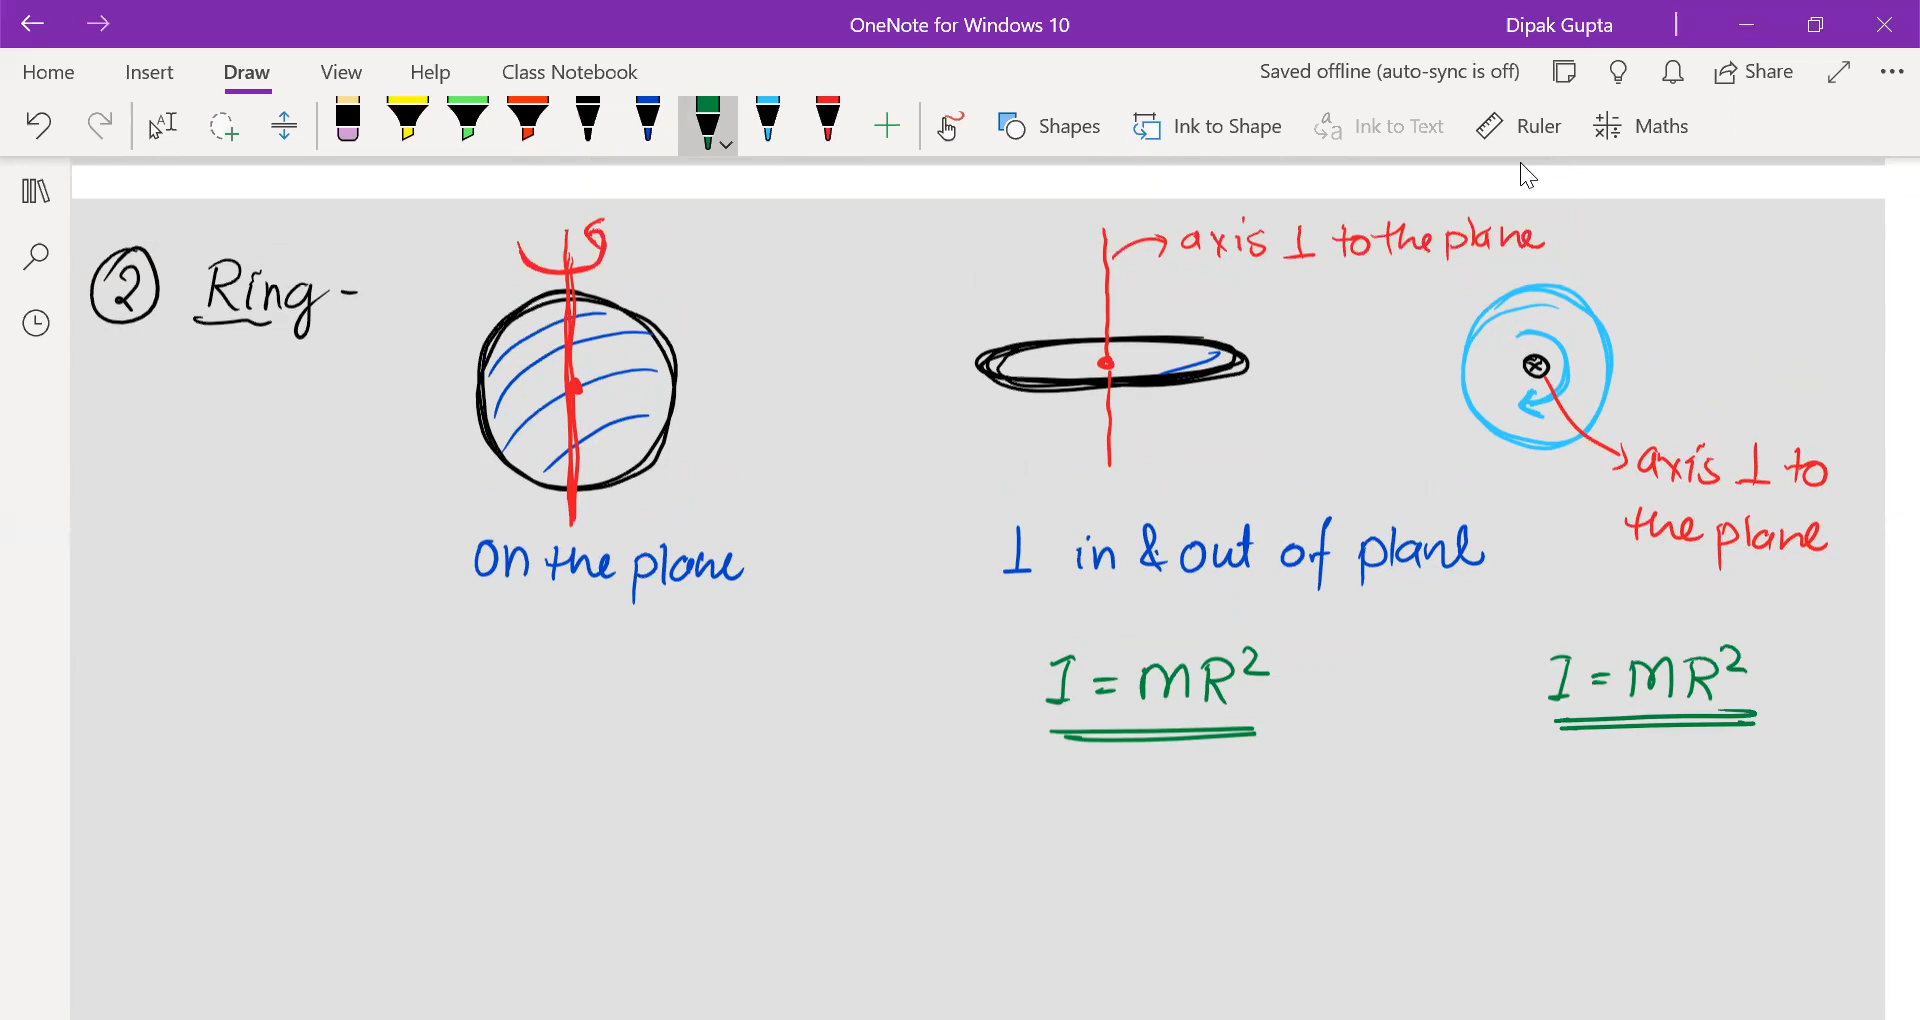 OneNote for Windows 10
Dipak Gupta
Home Insert Draw View Help Class Notebook
Saved offline (auto-sync is off)
Share
Shapes
Ink to Shape
Ink to Text
Ruler
Maths
② Ring -
axis ⊥ to the plane
axis ⊥ to
the plane
on the plane
⊥ in & out of plane
I = MR²
I = MR²